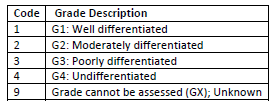 Code Grade Description
1 G1: Well differentiated
2 G2: Moderately differentiated
3 G3: Poorly differentiated
4 G4: Undifferentiated
9 Grade cannot be assessed (GX); Unknown